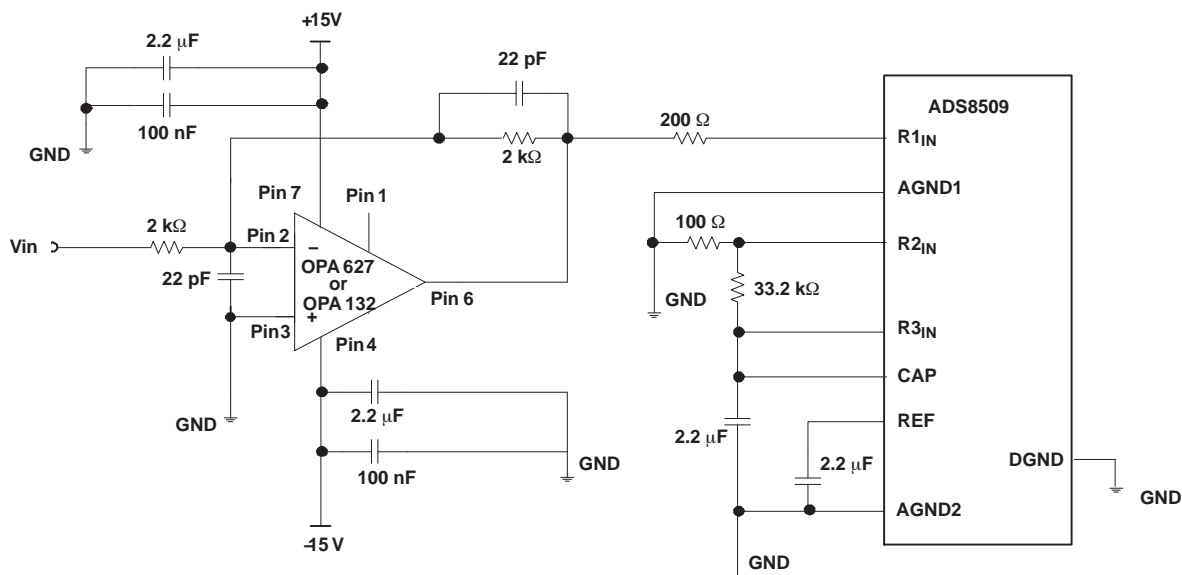 +15V
2.2 μF
100 nF
GND
22 pF
2 kΩ
200 Ω
ADS8509
R1IN
AGND1
Pin 7
Pin 1
Vin
2 kΩ
Pin 2
–
OPA 627
or
OPA 132
+
22 pF
Pin3
Pin 6
Pin 4
100 Ω
R2IN
GND
33.2 kΩ
R3IN
CAP
GND
2.2 μF
100 nF
GND
2.2 μF
REF
2.2 μF
DGND
GND
AGND2
GND
–15 V